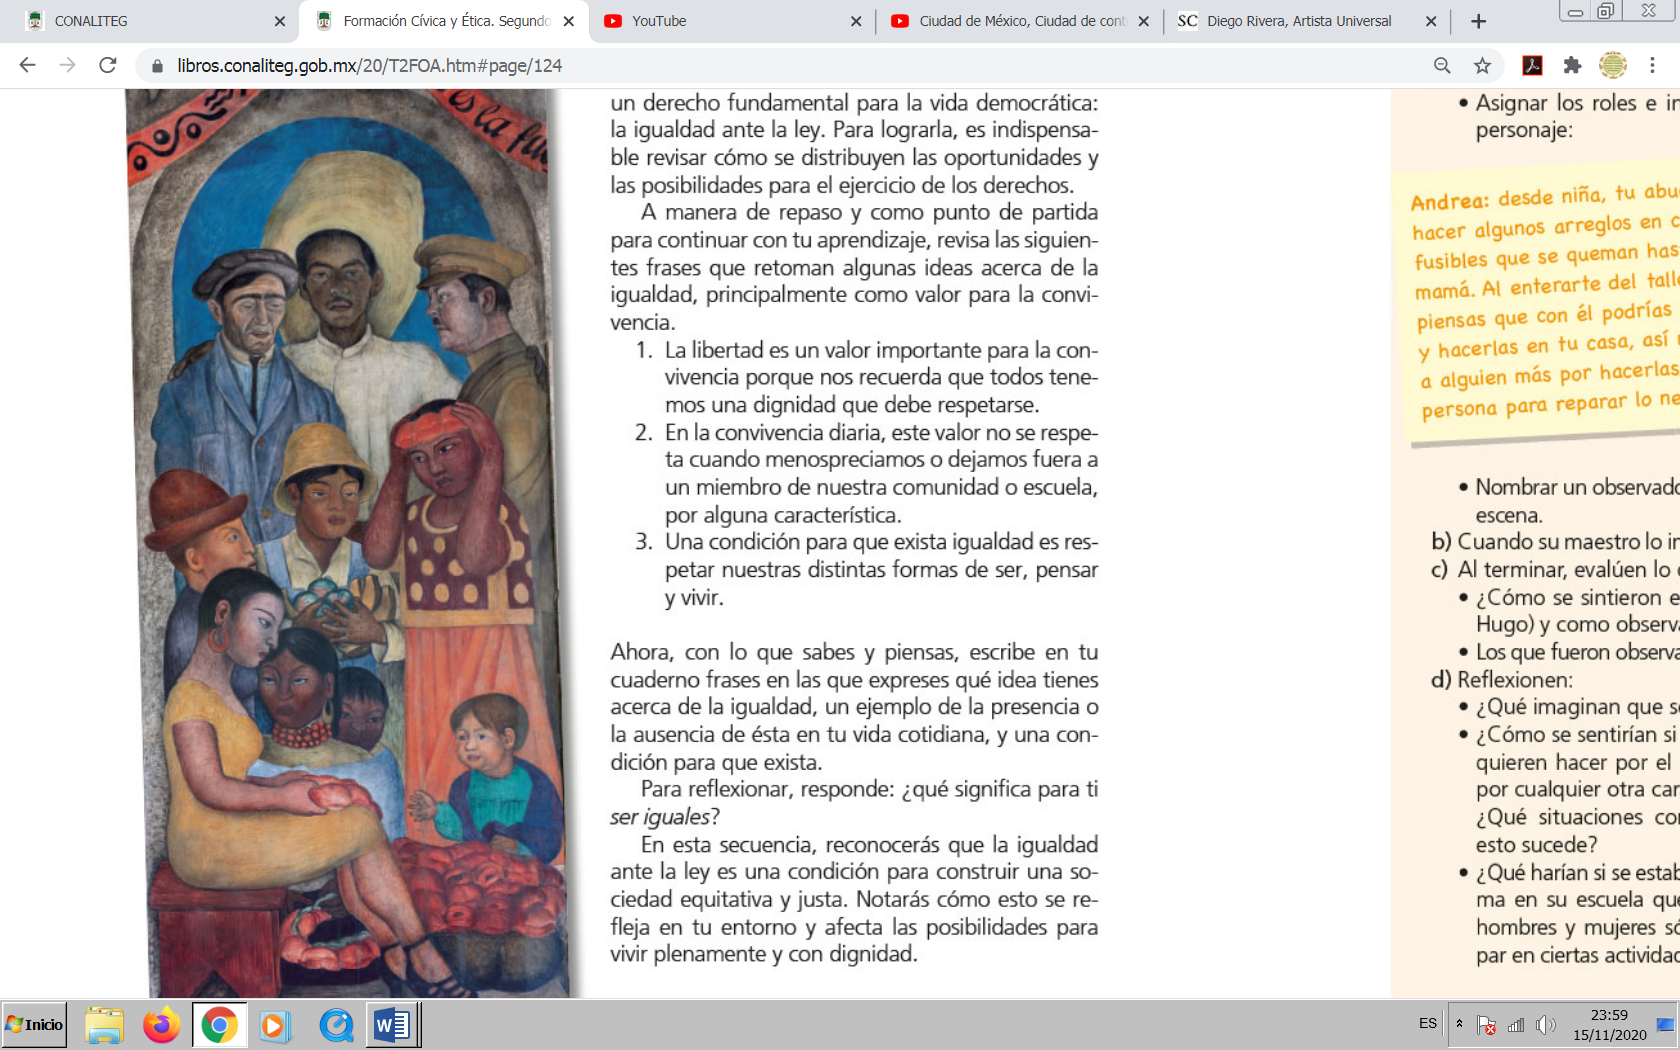 CONALITEG
Formación Cívica y Ética. Segundo
YouTube
Ciudad de México, Ciudad de cont
SC Diego Rivera, Artista Universal
libros.conaliteg.gob.mx/20/T2FOA.htm#page/124
es la fu
un derecho fundamental para la vida democrática:
la igualdad ante la ley. Para lograrla, es indispensa-
ble revisar cómo se distribuyen las oportunidades y
las posibilidades para el ejercicio de los derechos.
A manera de repaso y como punto de partida
para continuar con tu aprendizaje, revisa las siguien-
tes frases que retoman algunas ideas acerca de la
igualdad, principalmente como valor para la convi-
vencia.
1. La libertad es un valor importante para la con-
vivencia porque nos recuerda que todos tene-
mos una dignidad que debe respetarse.
2. En la convivencia diaria, este valor no se respe-
ta cuando menospreciamos o dejamos fuera a
un miembro de nuestra comunidad o escuela,
por alguna característica.
3. Una condición para que exista igualdad es res-
petar nuestras distintas formas de ser, pensar
y vivir.
Ahora, con lo que sabes y piensas, escribe en tu
cuaderno frases en las que expreses qué idea tienes
acerca de la igualdad, un ejemplo de la presencia o
la ausencia de ésta en tu vida cotidiana, y una con-
dición para que exista.
Para reflexionar, responde: ¿qué significa para ti
ser iguales?
En esta secuencia, reconocerás que la igualdad
ante la ley es una condición para construir una so-
ciedad equitativa y justa. Notarás cómo esto se re-
fleja en tu entorno y afecta las posibilidades para
vivir plenamente y con dignidad.
• Asignar los roles e in
personaje:
Andrea: desde niña, tu abu
hacer algunos arreglos en c
fusibles que se queman has
mamá. Al enterarte del talle
piensas que con él podrías
y hacerlas en tu casa, así
a alguien más por hacerlas
persona para reparar lo ne
• Nombrar un observado
escena.
b) Cuando su maestro lo in
c) Al terminar, evalúen lo
• ¿Cómo se sintieron e
Hugo) y como observa
• Los que fueron observa
d) Reflexionen:
• ¿Qué imaginan que se
• ¿Cómo se sentirían si
quieren hacer por el
por cualquier otra car
¿Qué situaciones con
esto sucede?
• ¿Qué harían si se estab
ma en su escuela que
hombres y mujeres só
par en ciertas actividad
Inicio
ES
23:59
15/11/2020